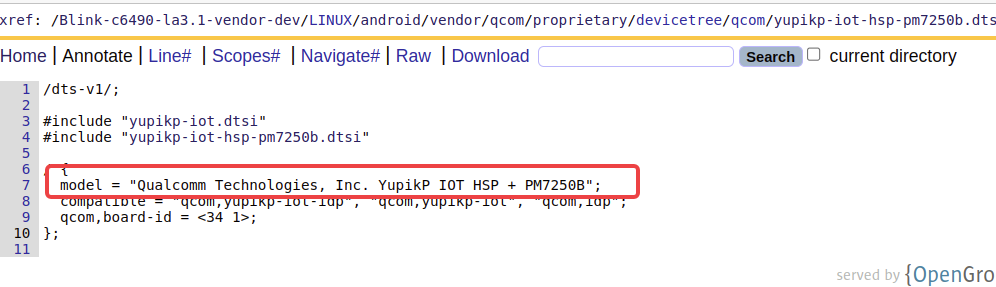 xref: /Blink-c6490-la3.1-vendor-dev/LINUX/android/vendor/qcom/proprietary/devicetree/qcom/yupikp-iot-hsp-pm7250b.dts
Home | Annotate | Line# | Scopes# | Navigate# | Raw | Download Search current directory
1 /dts-v1/;
2
3 #include "yupikp-iot.dtsi"
4 #include "yupikp-iot-hsp-pm7250b.dtsi"
5
6 / {
7 model = "Qualcomm Technologies, Inc. YupikP IOT HSP + PM7250B";
8 compatible = "qcom,yupikp-iot-idp", "qcom,yupikp-iot", "qcom,idp";
9 qcom,board-id = <34 1>;
10 };
11
served by {OpenGro